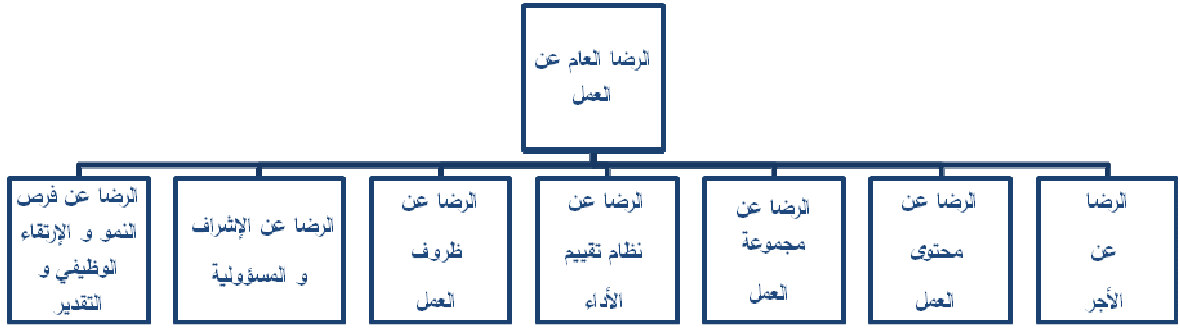 الرضا العام عن
العمل
الرضا
عن
الأجر
الرضا عن
محتوى
العمل
الرضا عن
مجموعة
العمل
الرضا عن
نظام تقييم
الأداء
الرضا عن
ظروف
العمل
الرضا عن الإشراف
و المسؤولية
الرضا عن فرص
النمو و الإرتقاء
الوظيفي و
التقدير